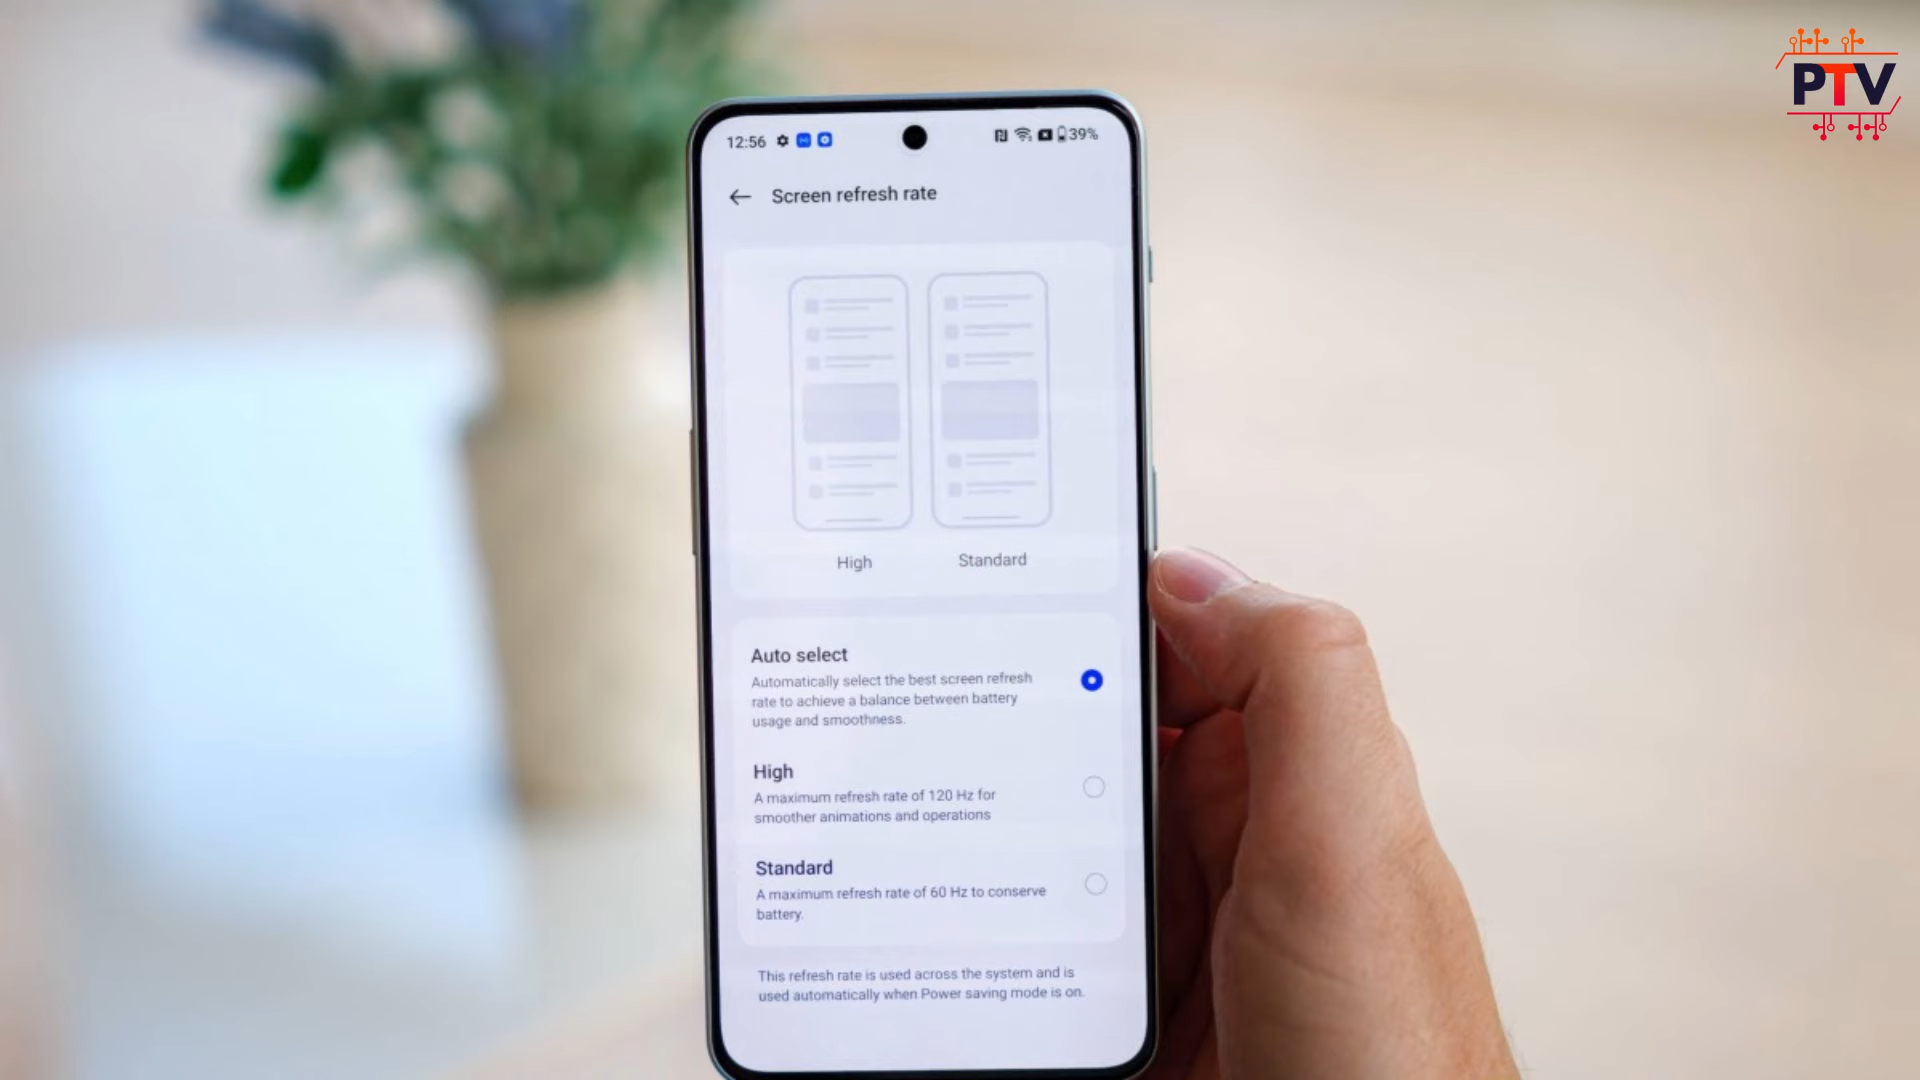 PTV
12:56 39%
Screen refresh rate
High Standard
Auto select
Automatically select the best screen refresh
rate to achieve a balance between battery
usage and smoothness.
High
A maximum refresh rate of 120 Hz for
smoother animations and operations
Standard
A maximum refresh rate of 60 Hz to conserve
battery.
This refresh rate is used across the system and is
used automatically when Power saving mode is on.